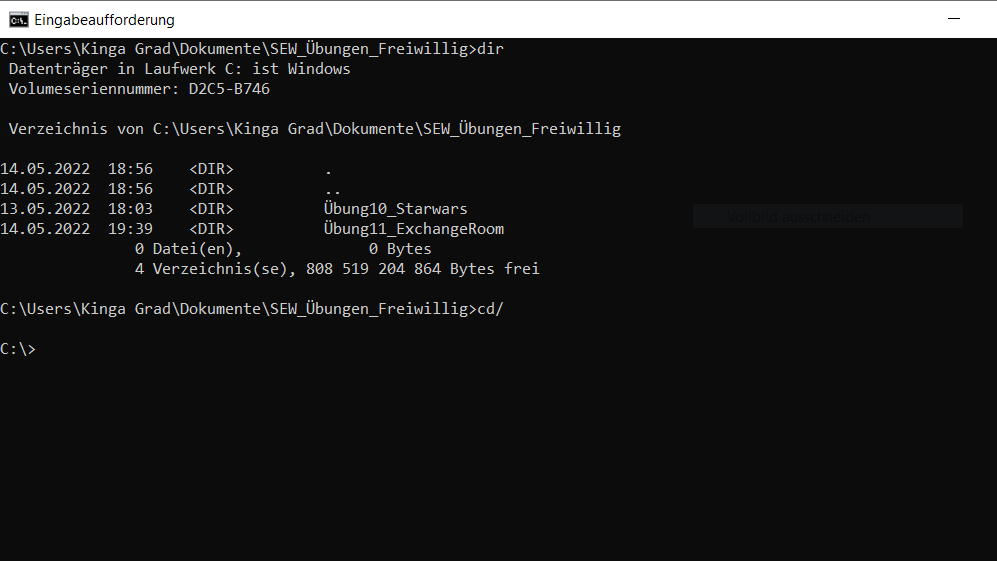 Eingabeaufforderung
C:\Users\Kinga Grad\Dokumente\SEW_Übungen_Freiwillig>dir
Datenträger in Laufwerk C: ist Windows
Volumeseriennummer: D2C5-B746
Verzeichnis von C:\Users\Kinga Grad\Dokumente\SEW_Übungen_Freiwillig
14.05.2022  18:56    <DIR>          .
14.05.2022  18:56    <DIR>          ..
13.05.2022  18:03    <DIR>          Übung10_Starwars
14.05.2022  19:39    <DIR>          Übung11_ExchangeRoom
0 Datei(en),              0 Bytes
4 Verzeichnis(se), 808 519 204 864 Bytes frei
C:\Users\Kinga Grad\Dokumente\SEW_Übungen_Freiwillig>cd/
C:\>
Vollbild ausschneiden